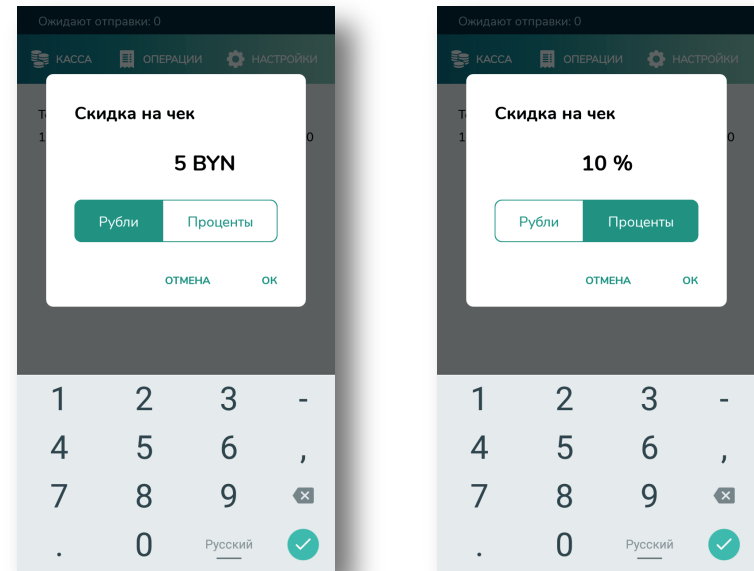 Ожидают отправки: 0
КАССА ОПЕРАЦИИ НАСТРОЙКИ
Скидка на чек
5 BYN
Рубли Проценты
ОТМЕНА ОК
1 2 3 -
4 5 6 ,
7 8 9
. 0 Русский
Ожидают отправки: 0
КАССА ОПЕРАЦИИ НАСТРОЙКИ
Скидка на чек
10 %
Рубли Проценты
ОТМЕНА ОК
1 2 3 -
4 5 6 ,
7 8 9
. 0 Русский